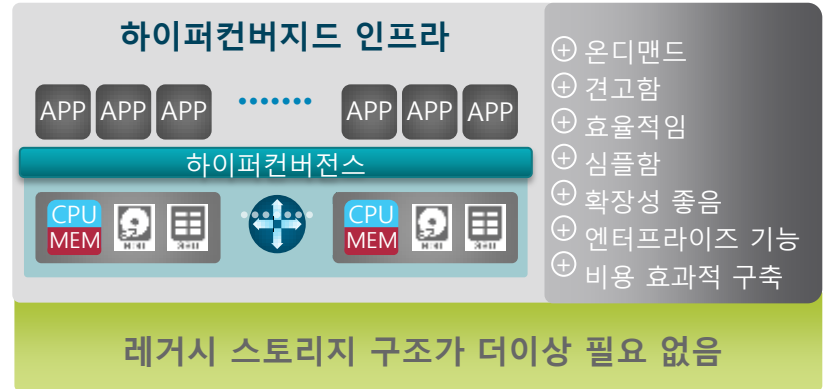 하이퍼컨버지드 인프라
APP APP APP ······· APP APP APP
하이퍼컨버전스
CPU
MEM
CPU
MEM
온디맨드
견고함
효율적임
심플함
확장성 좋음
엔터프라이즈 기능
비용 효과적 구축
레거시 스토리지 구조가 더이상 필요 없음